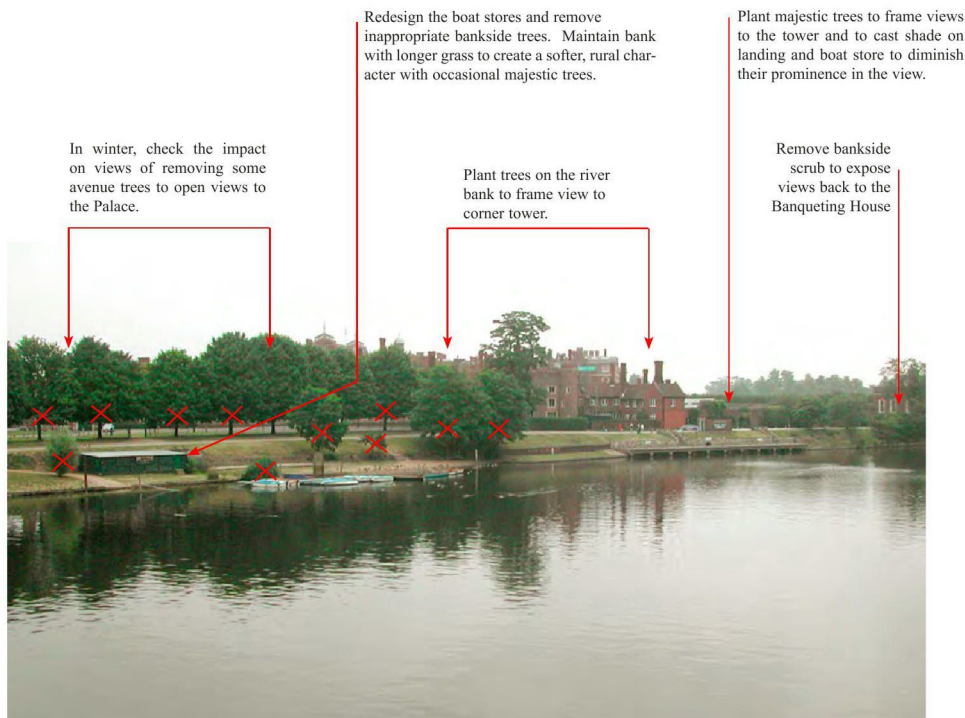 Redesign the boat stores and remove
inappropriate bankside trees. Maintain bank
with longer grass to create a softer, rural char-
acter with occasional majestic trees.
Plant majestic trees to frame views
to the tower and to cast shade on
landing and boat store to diminish
their prominence in the view.
In winter, check the impact
on views of removing some
avenue trees to open views to
the Palace.
Plant trees on the river
bank to frame view to
corner tower.
Remove bankside
scrub to expose
views back to the
Banqueting House